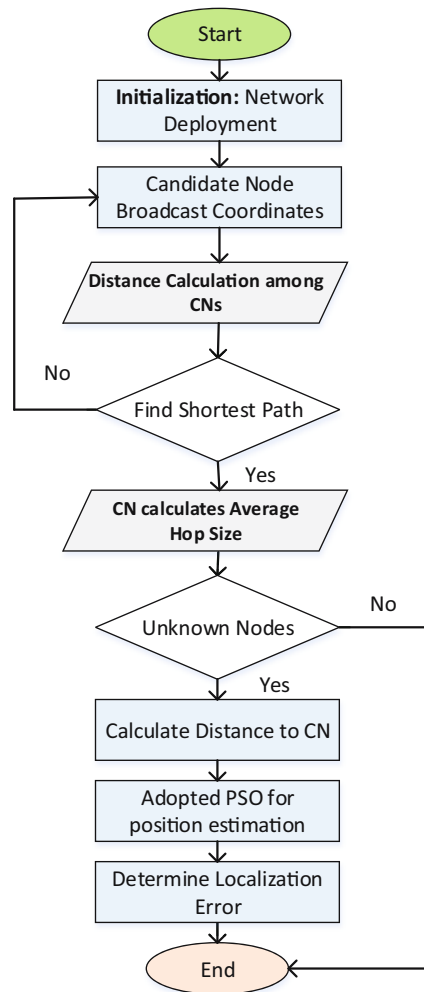 Start
Initialization: Network
Deployment
Candidate Node
Broadcast Coordinates
Distance Calculation among
CNs
No
Find Shortest Path
Yes
CN calculates Average
Hop Size
No
Unknown Nodes
Yes
Calculate Distance to CN
Adopted PSO for
position estimation
Determine Localization
Error
End